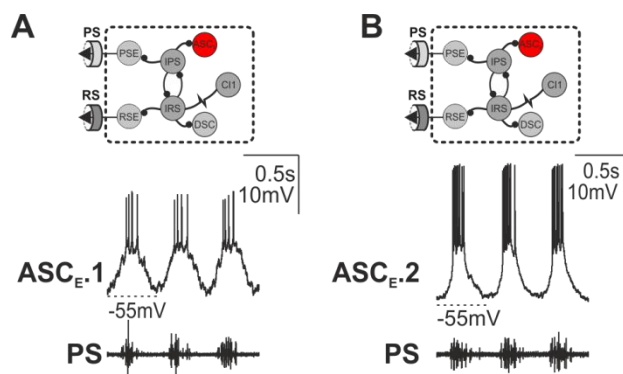 A
PS
PSE
IPS
ASC
CI1
RS
RSE
IRS
DSC
0.5s
10mV
ASCE.1
-55mV
PS
B
PS
PSE
IPS
ASC
CI1
RS
RSE
IRS
DSC
0.5s
10mV
ASCE.2
-55mV
PS